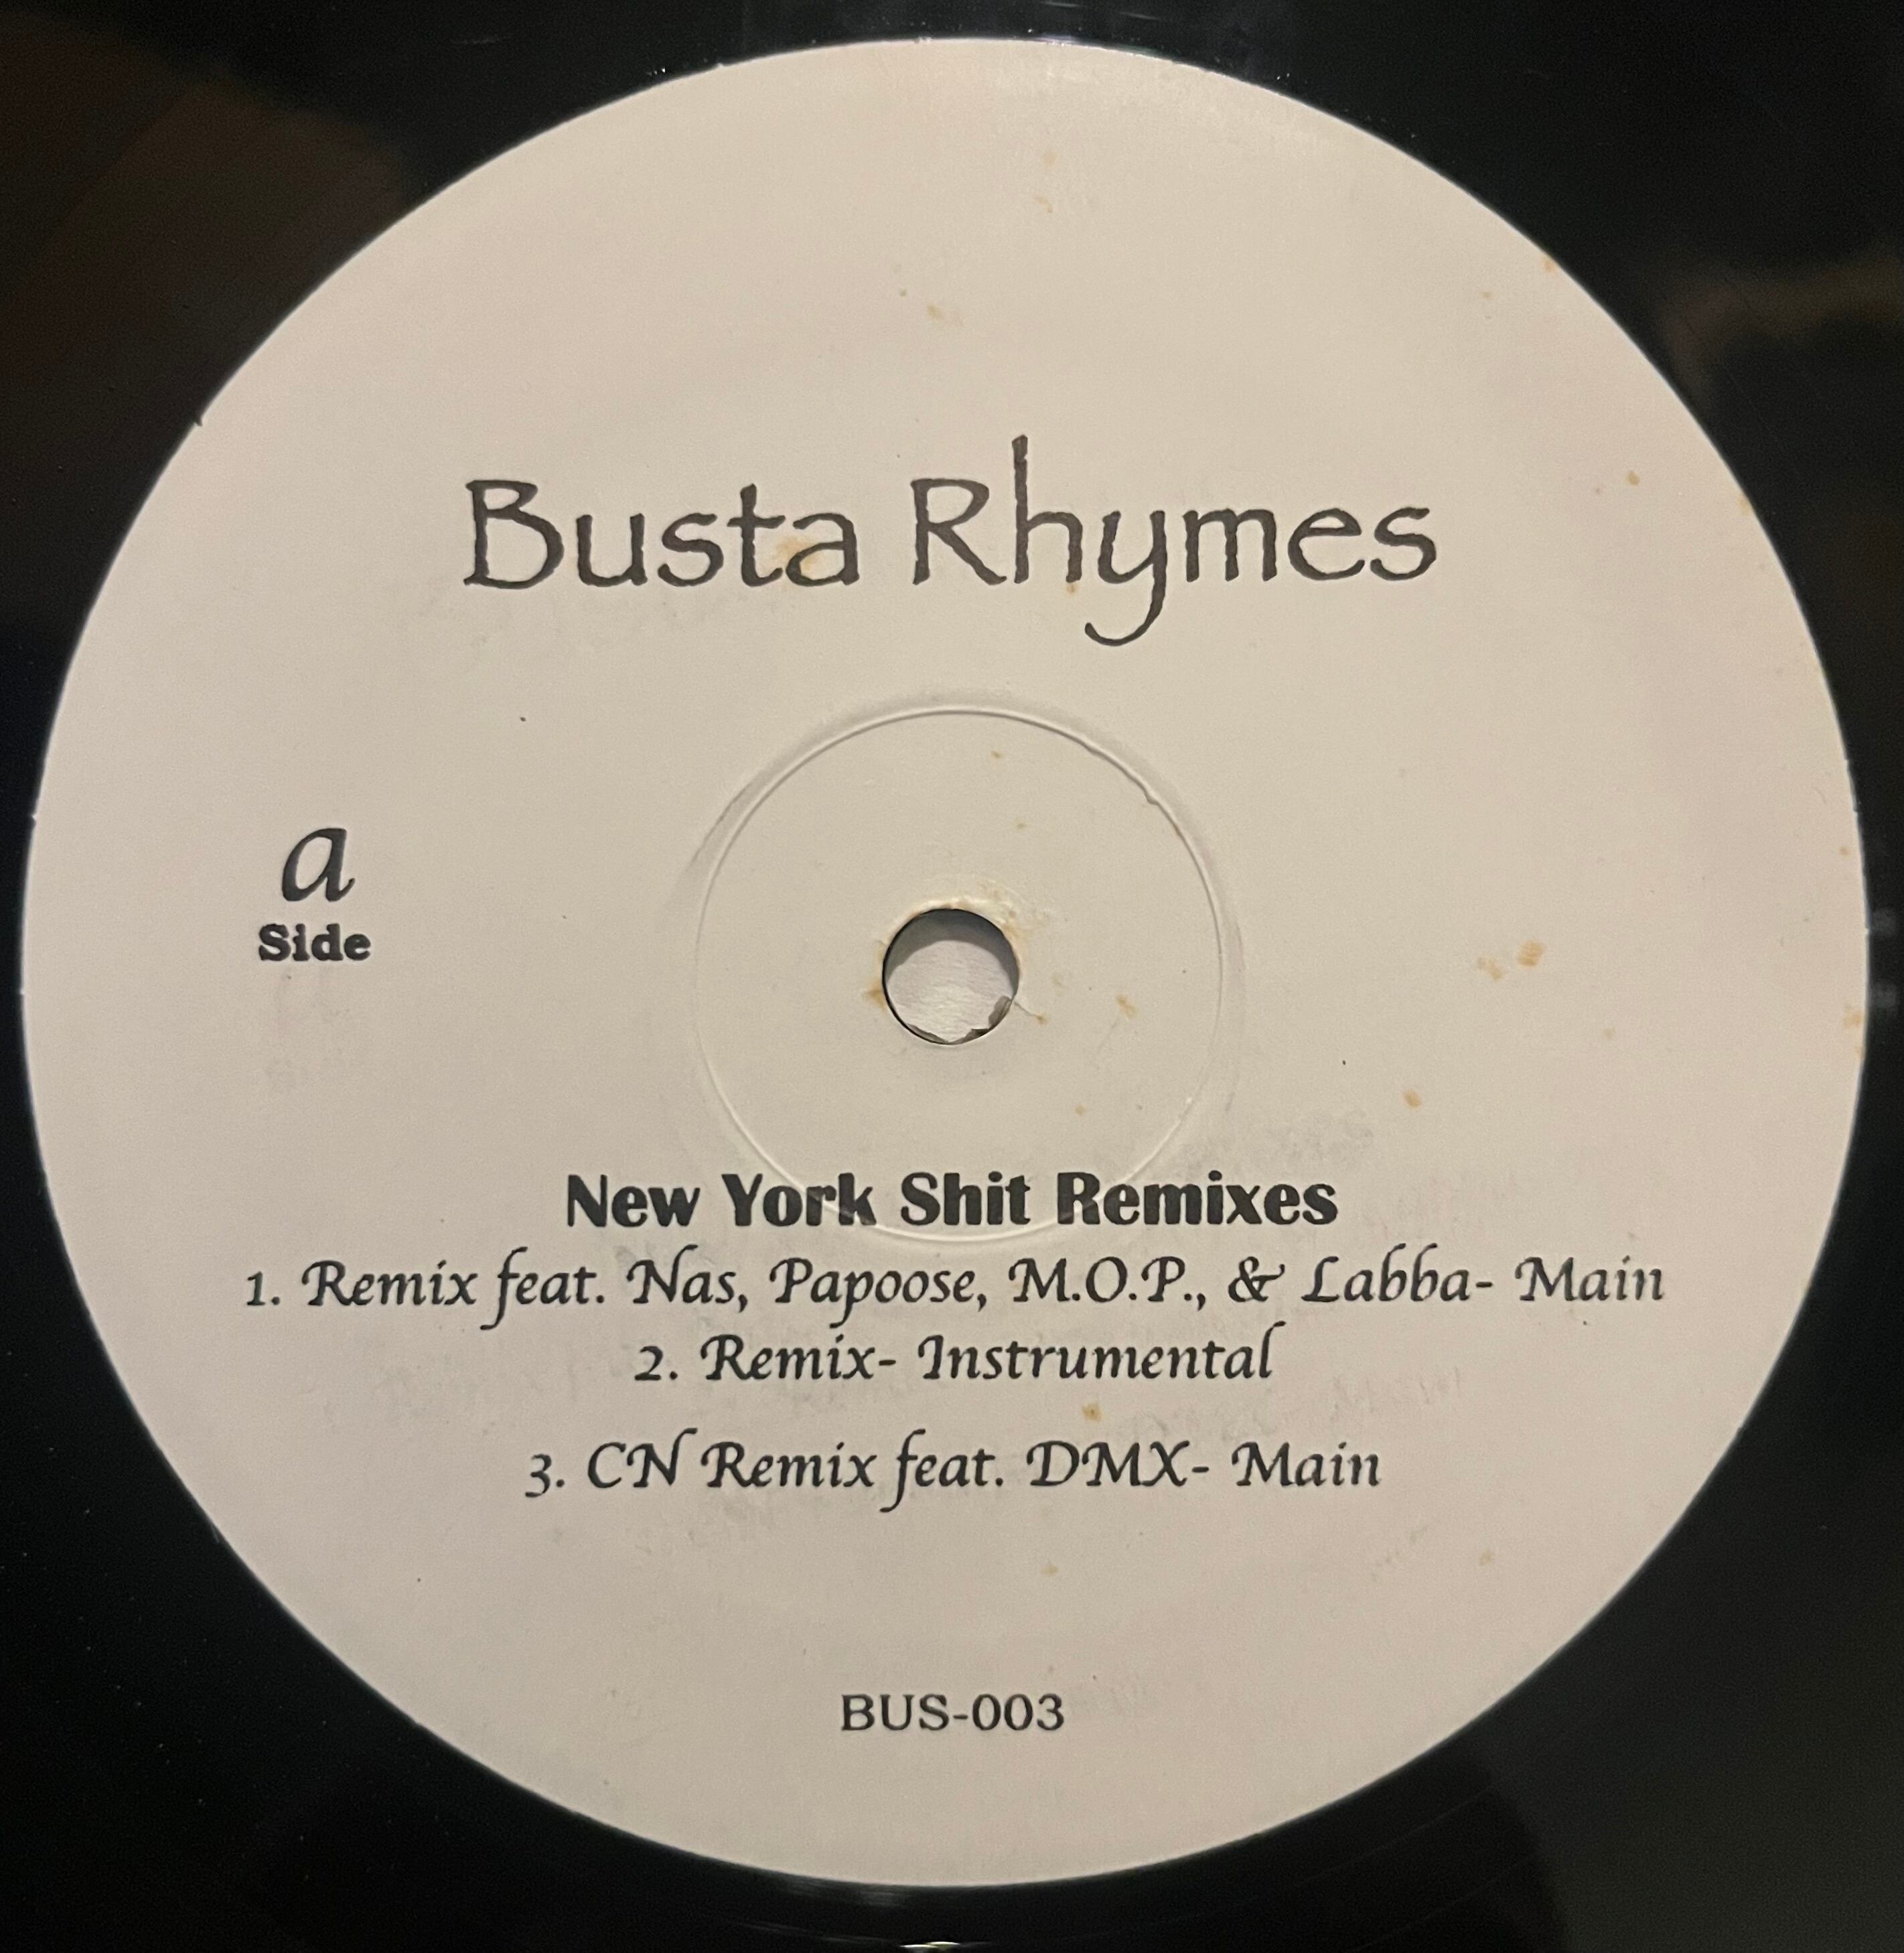 Busta Rhymes
a
Side
New York Shit Remixes
1. Remix feat. Nas, Papoose, M.O.P., & Labba- Main
2. Remix- Instrumental
3. CN Remix feat. DMX- Main
BUS-003